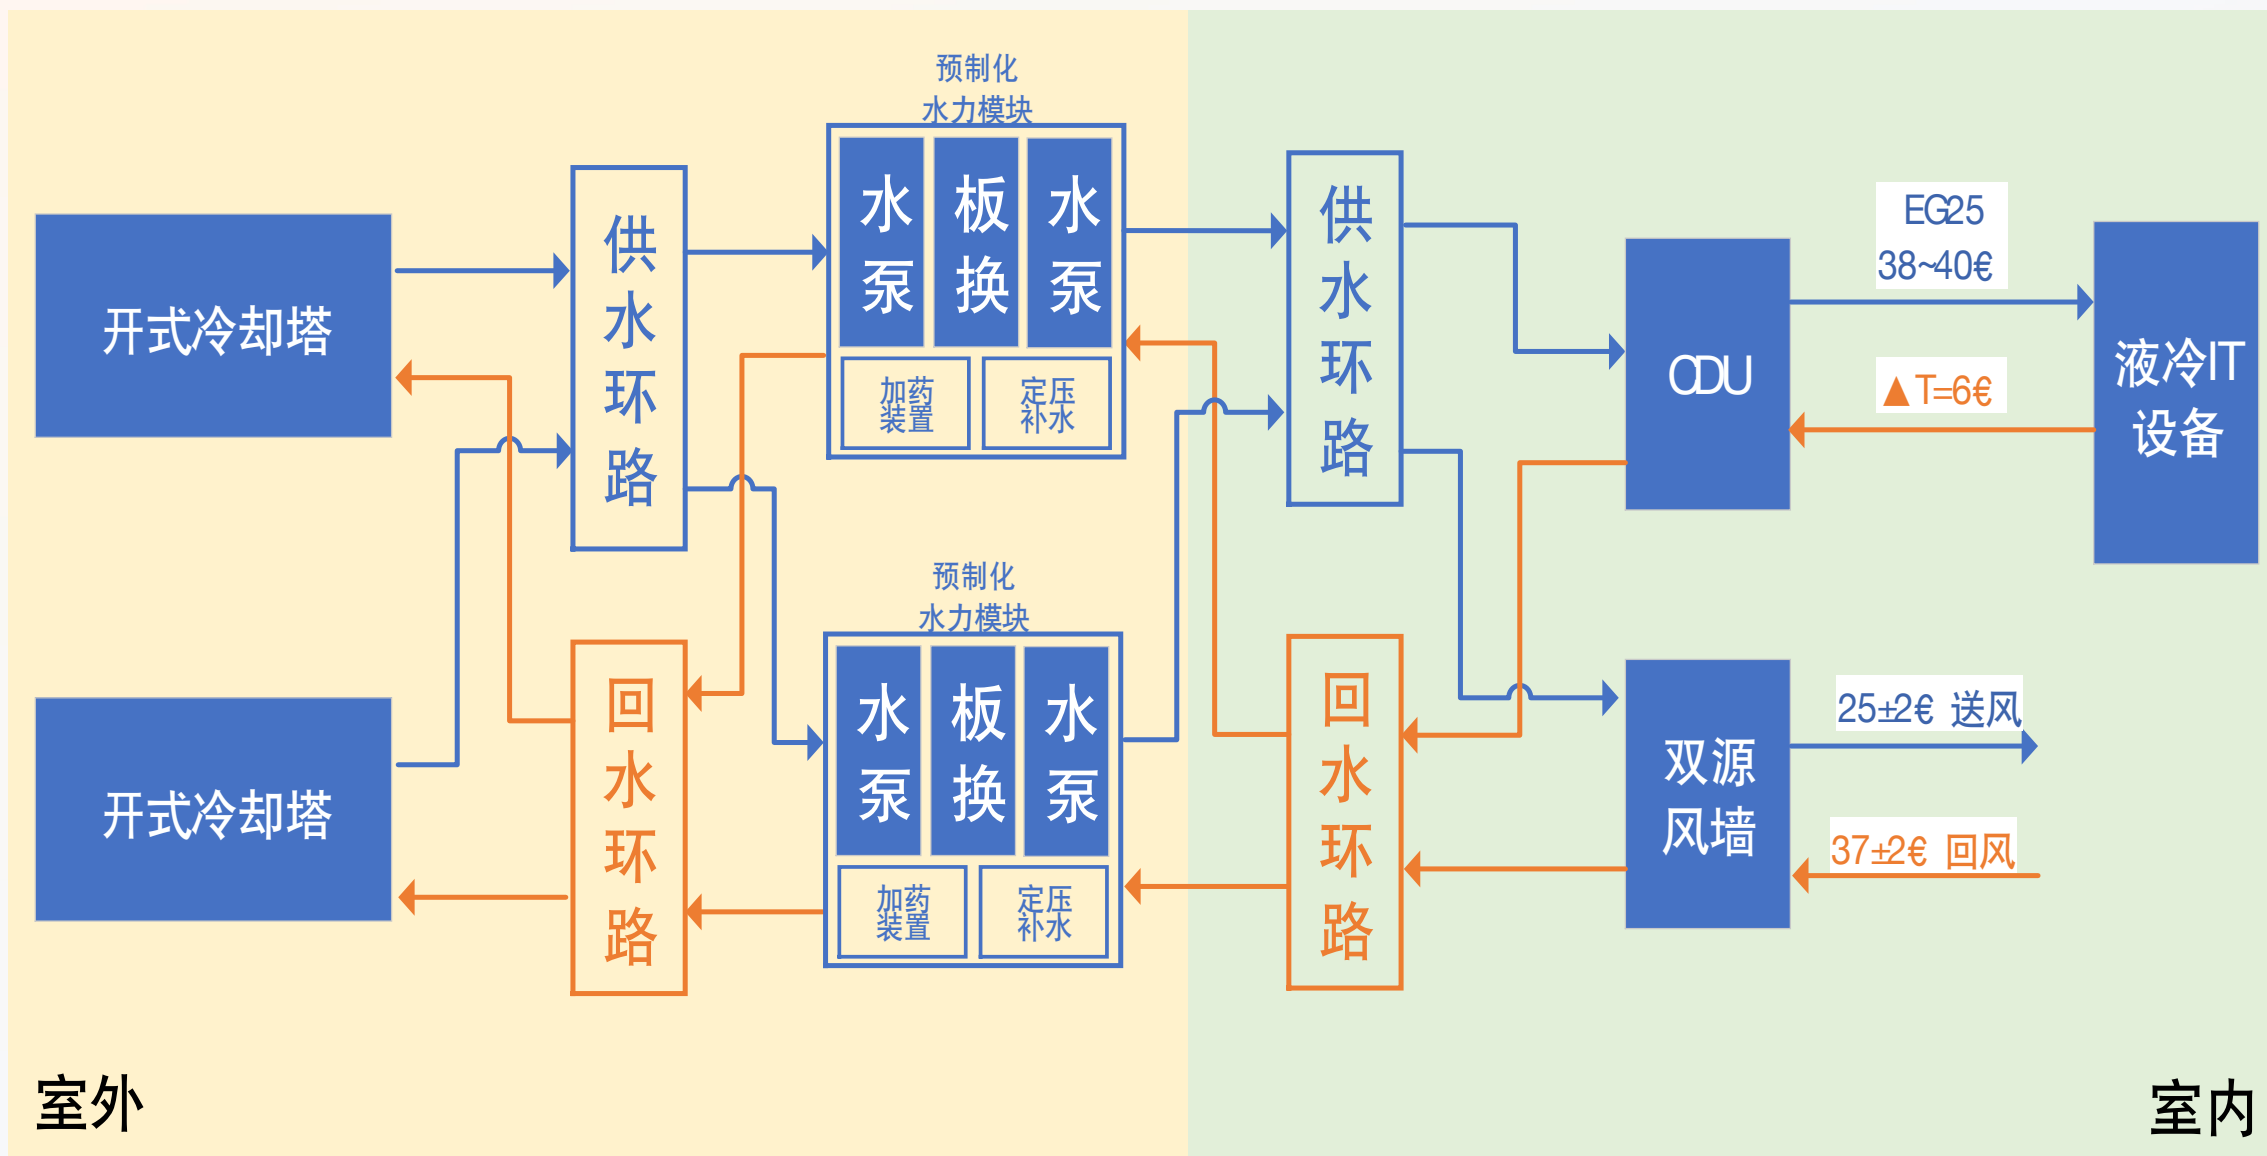 预制化
水力模块
水泵
板换
水泵
加药
装置
定压
补水
开式冷却塔
供水环路
供水环路
EG25
38~40€
CDU
▲T=6€
液冷IT
设备
预制化
水力模块
水泵
板换
水泵
加药
装置
定压
补水
开式冷却塔
回水环路
回水环路
双源
风墙
25±2€ 送风
37±2€ 回风
室外
室内